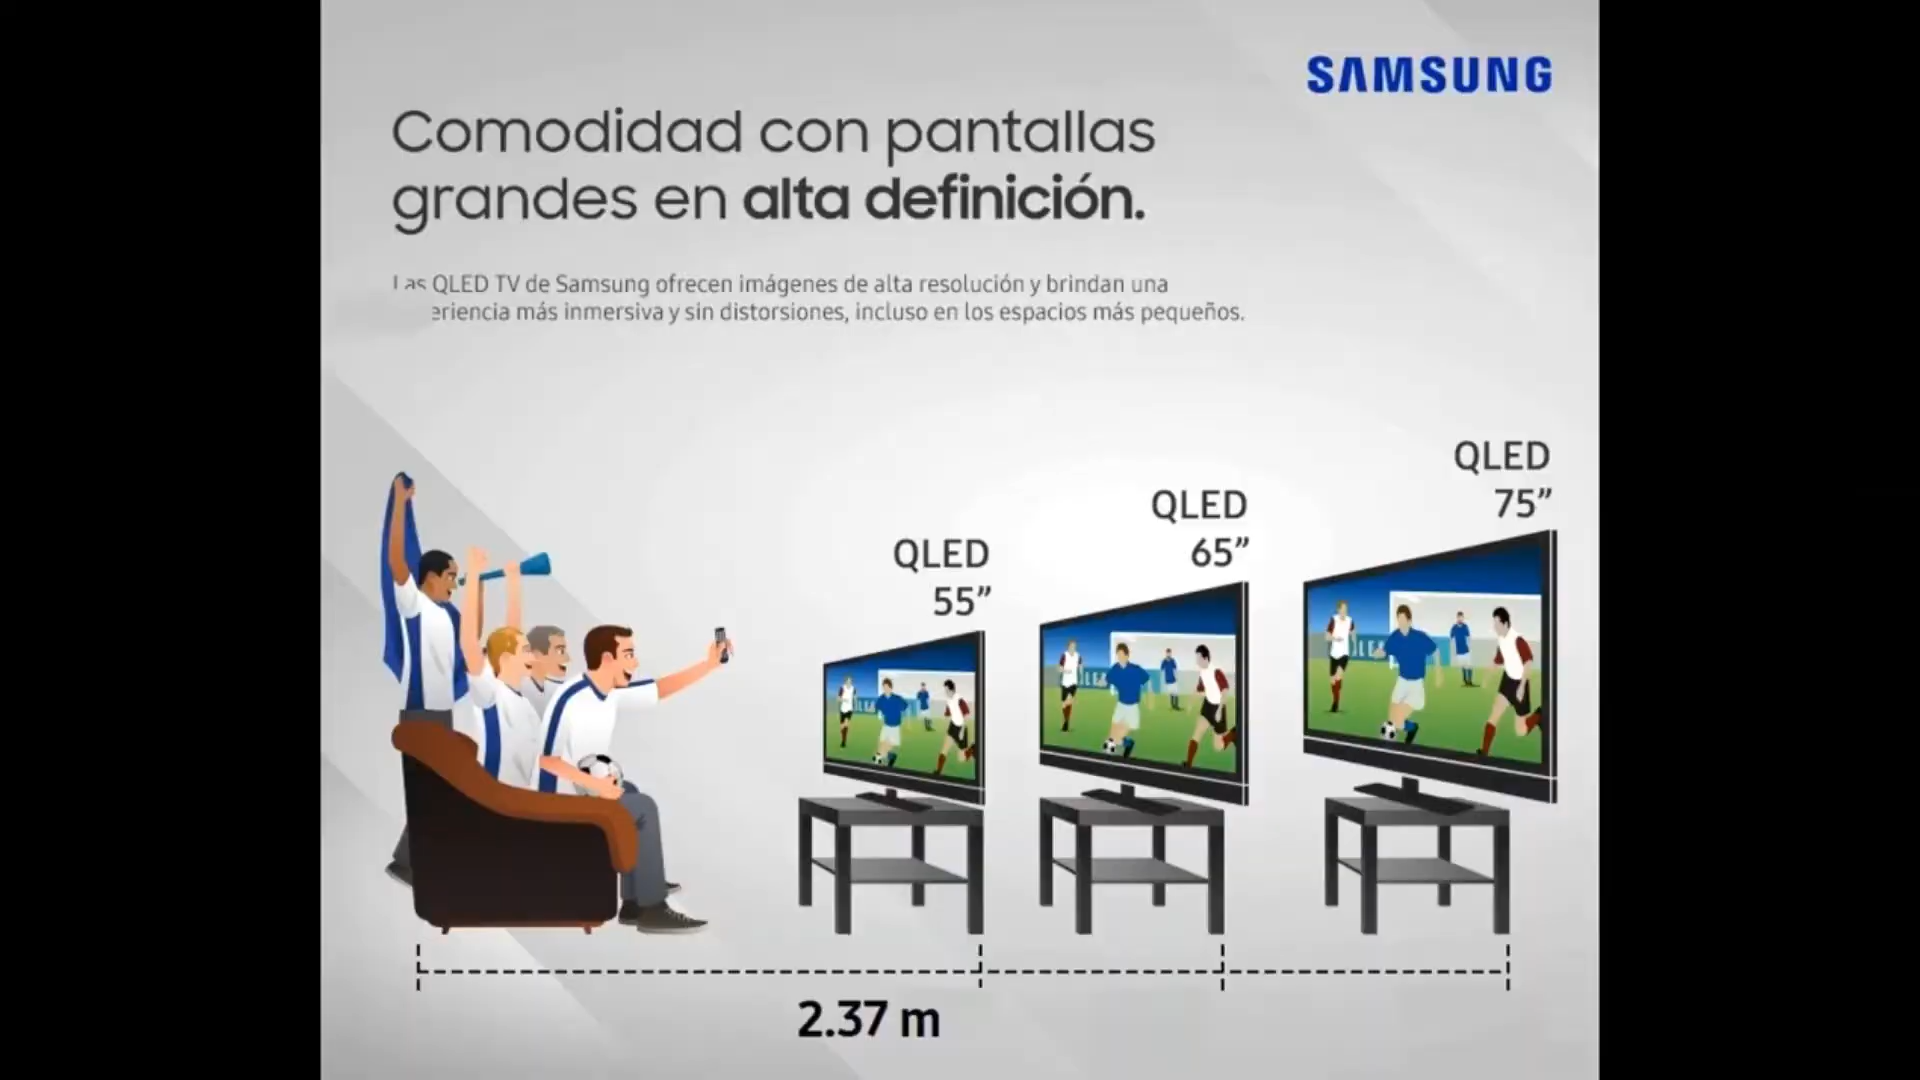 SAMSUNG
Comodidad con pantallas
grandes en alta definición.
Las QLED TV de Samsung ofrecen imágenes de alta resolución y brindan una
eriencia más inmersiva y sin distorsiones, incluso en los espacios más pequeños.
QLED
75”
QLED
65”
QLED
55”
2.37 m